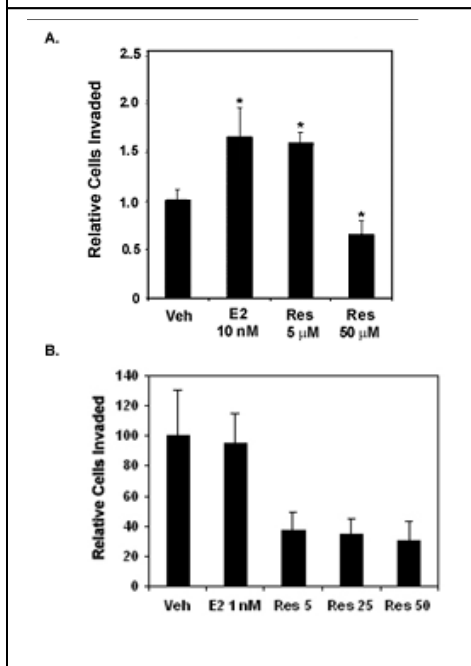 A.
Relative Cells Invaded
2.5
2.0
1.5
1.0
0.5
0
Veh E2 Res Res
10 nM 5 µM 50 µM
* * *
B.
Relative Cells Invaded
140
120
100
80
60
40
20
0
Veh E2 1 nM Res 5 Res 25 Res 50